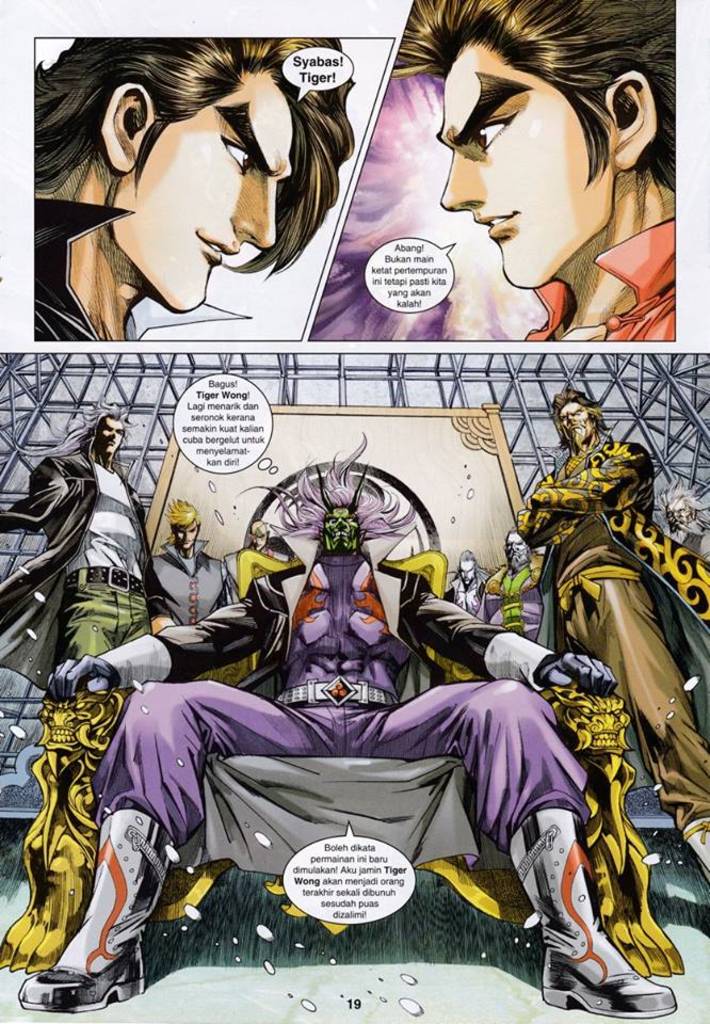 Syabas!
Tiger!
Abang!
Bukan main
ketat pertempuran
ini tetapi pasti kita
yang akan
kalah!
Bagus!
Tiger Wong!
Lagi menarik dan
seronok kerana
semakin kuat kalian
cuba bergelut untuk
menyelamat-
kan diri!
Boleh dikata
permainan ini baru
dimulakan! Aku jamin Tiger
Wong akan menjadi orang
terakhir sekali dibunuh
sesudah puas
dizalimi!
19